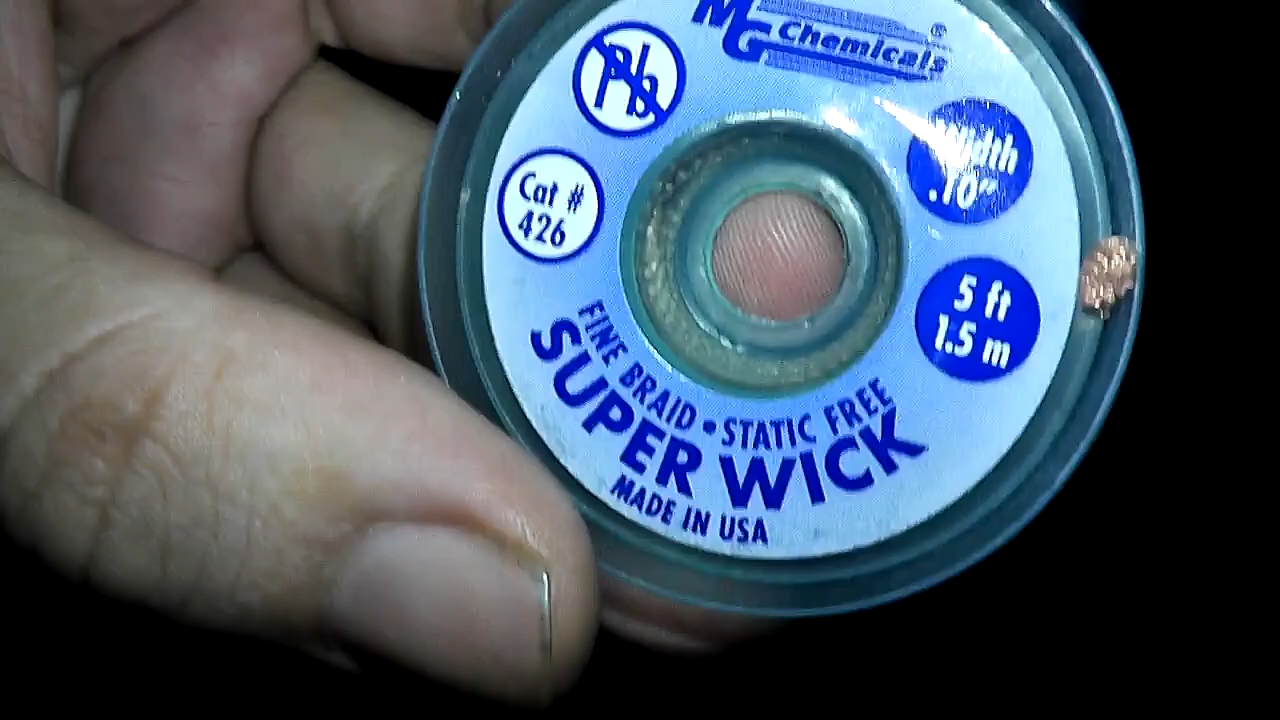 MG Chemicals®
Pb
Width
.10"
Cat #
426
5 ft
1.5 m
FINE BRAID • STATIC FREE
SUPER WICK
MADE IN USA